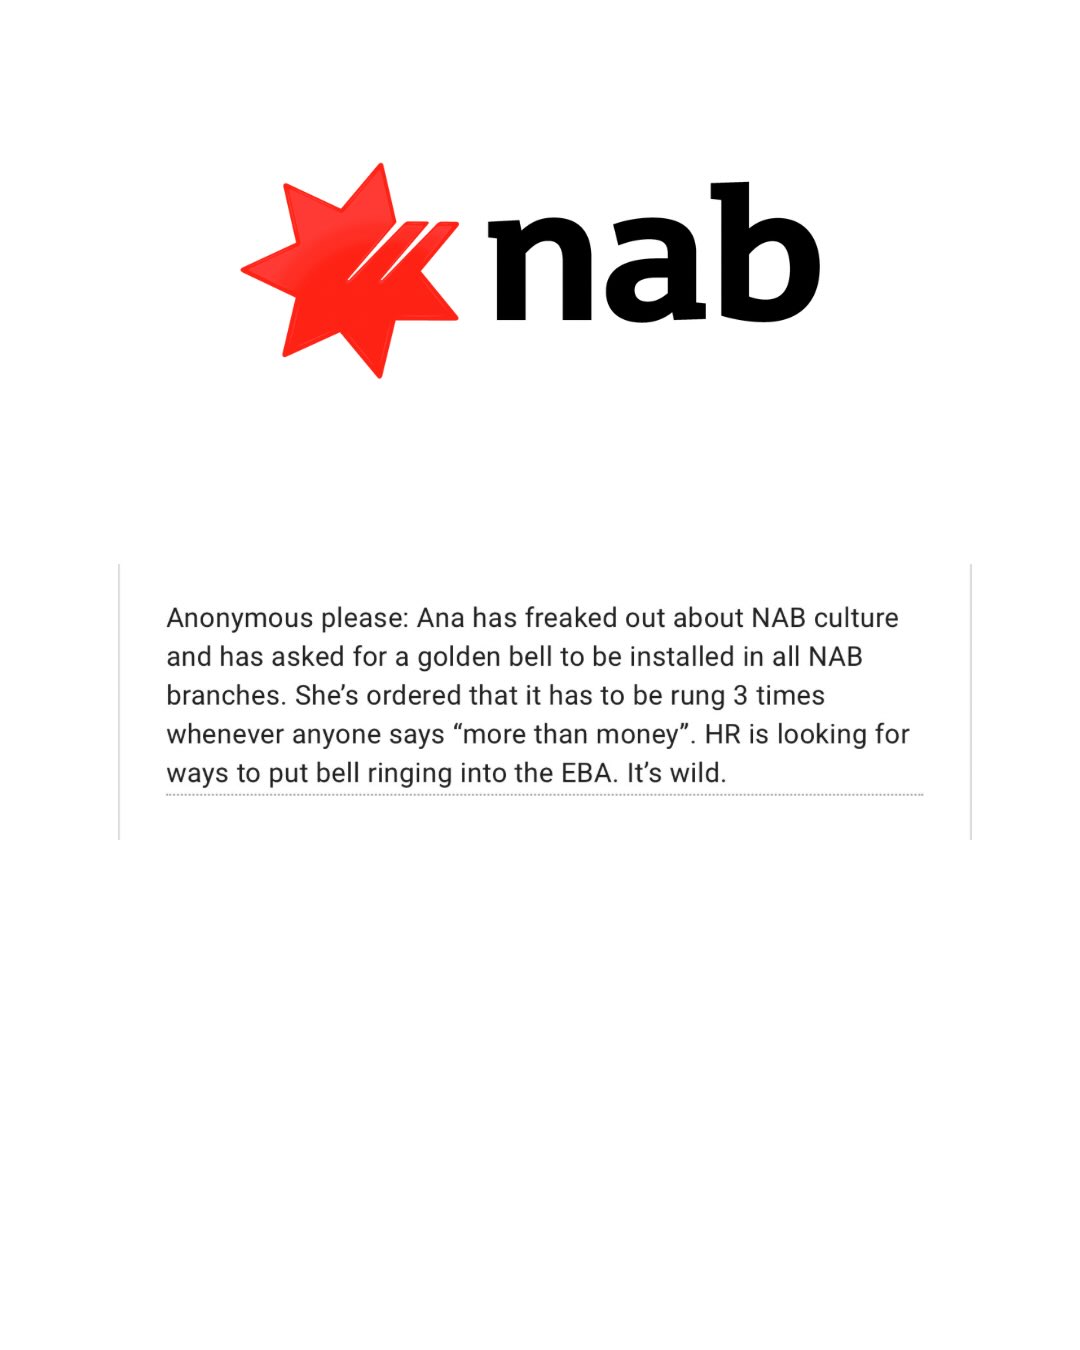 nab
Anonymous please: Ana has freaked out about NAB culture
and has asked for a golden bell to be installed in all NAB
branches. She’s ordered that it has to be rung 3 times
whenever anyone says “more than money”. HR is looking for
ways to put bell ringing into the EBA. It’s wild.